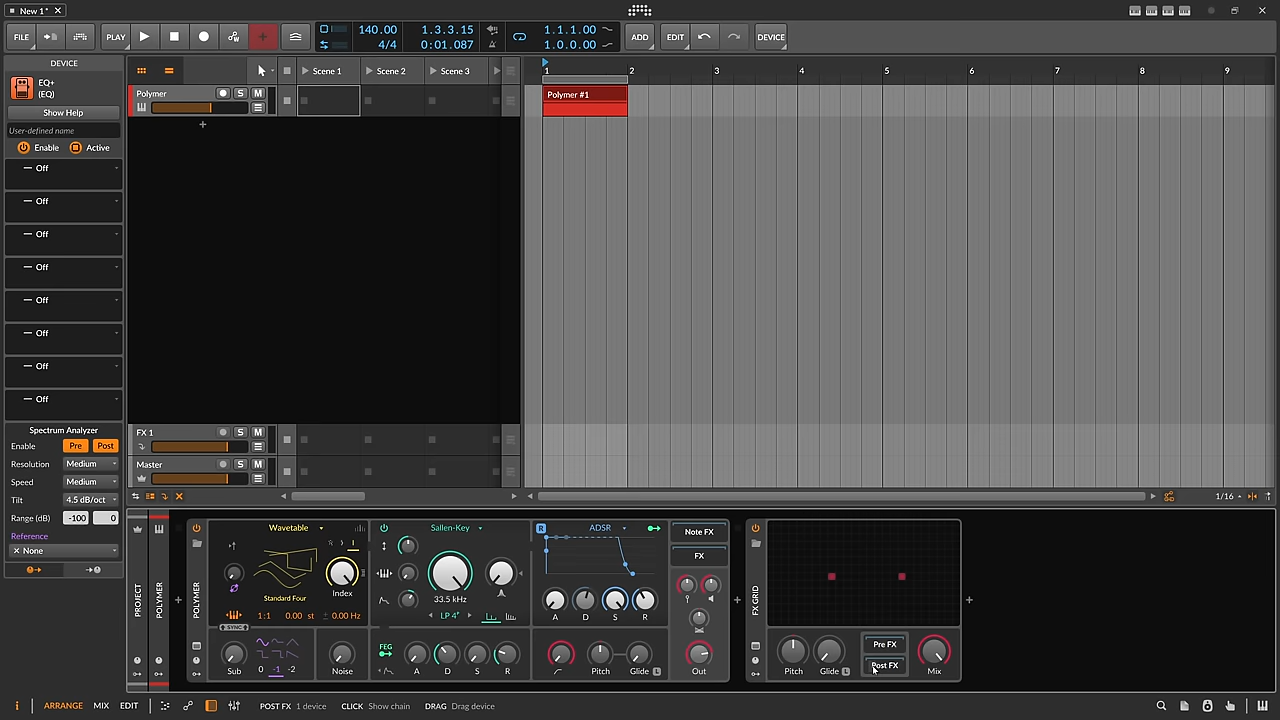 New 1*
FILE
PLAY
140.00
4/4
1.3.3.15
0:01.087
1.1.1.00
1.0.0.00
ADD
EDIT
DEVICE
DEVICE
EQ+
(EQ)
Show Help
User-defined name
Enable
Active
Off
Off
Off
Off
Off
Off
Off
Off
Spectrum Analyzer
Enable
Pre
Post
Resolution
Medium
Speed
Medium
Tilt
4.5 dB/oct
Range (dB)
-100
0
Reference
None
Scene 1
Scene 2
Scene 3
Polymer
S
M
+
FX 1
S
M
Master
S
M
1
2
3
4
5
6
7
8
9
Polymer #1
1/16
PROJECT
POLYMER
POLYMER
Wavetable
Index
Standard Four
1:1
0.00 st
± 0.00 Hz
SYNC
Sub
0
-1
-2
Noise
Sallen-Key
33.5 kHz
LP 4
FEG
A
D
S
R
R
ADSR
A
D
S
R
Pitch
Glide
L
Note FX
FX
Out
FX GRID
Pitch
Glide
L
Pre FX
Post FX
Mix
i
ARRANGE
MIX
EDIT
POST FX
1 device
CLICK
Show chain
DRAG
Drag device